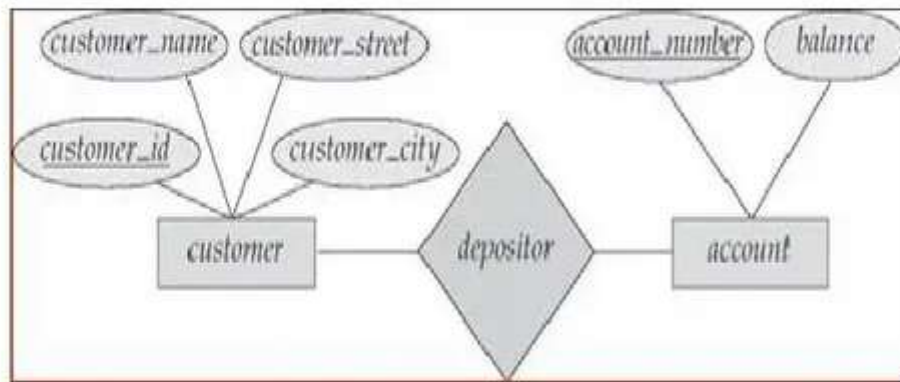 customer_name customer_street account_number balance
customer_id customer_city
customer depositor account